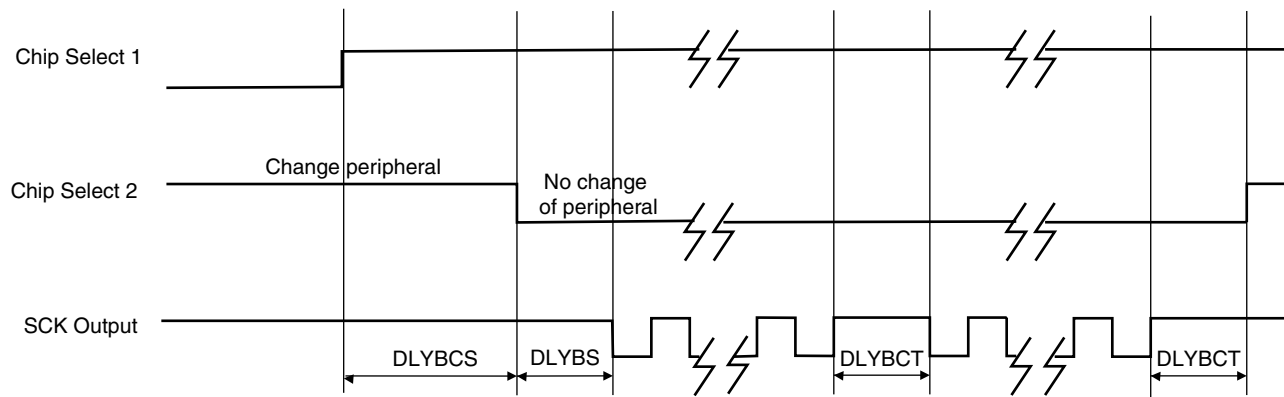 Chip Select 1
Change peripheral
Chip Select 2
No change
of peripheral
SCK Output
DLYBCS
DLYBS
DLYBCT
DLYBCT